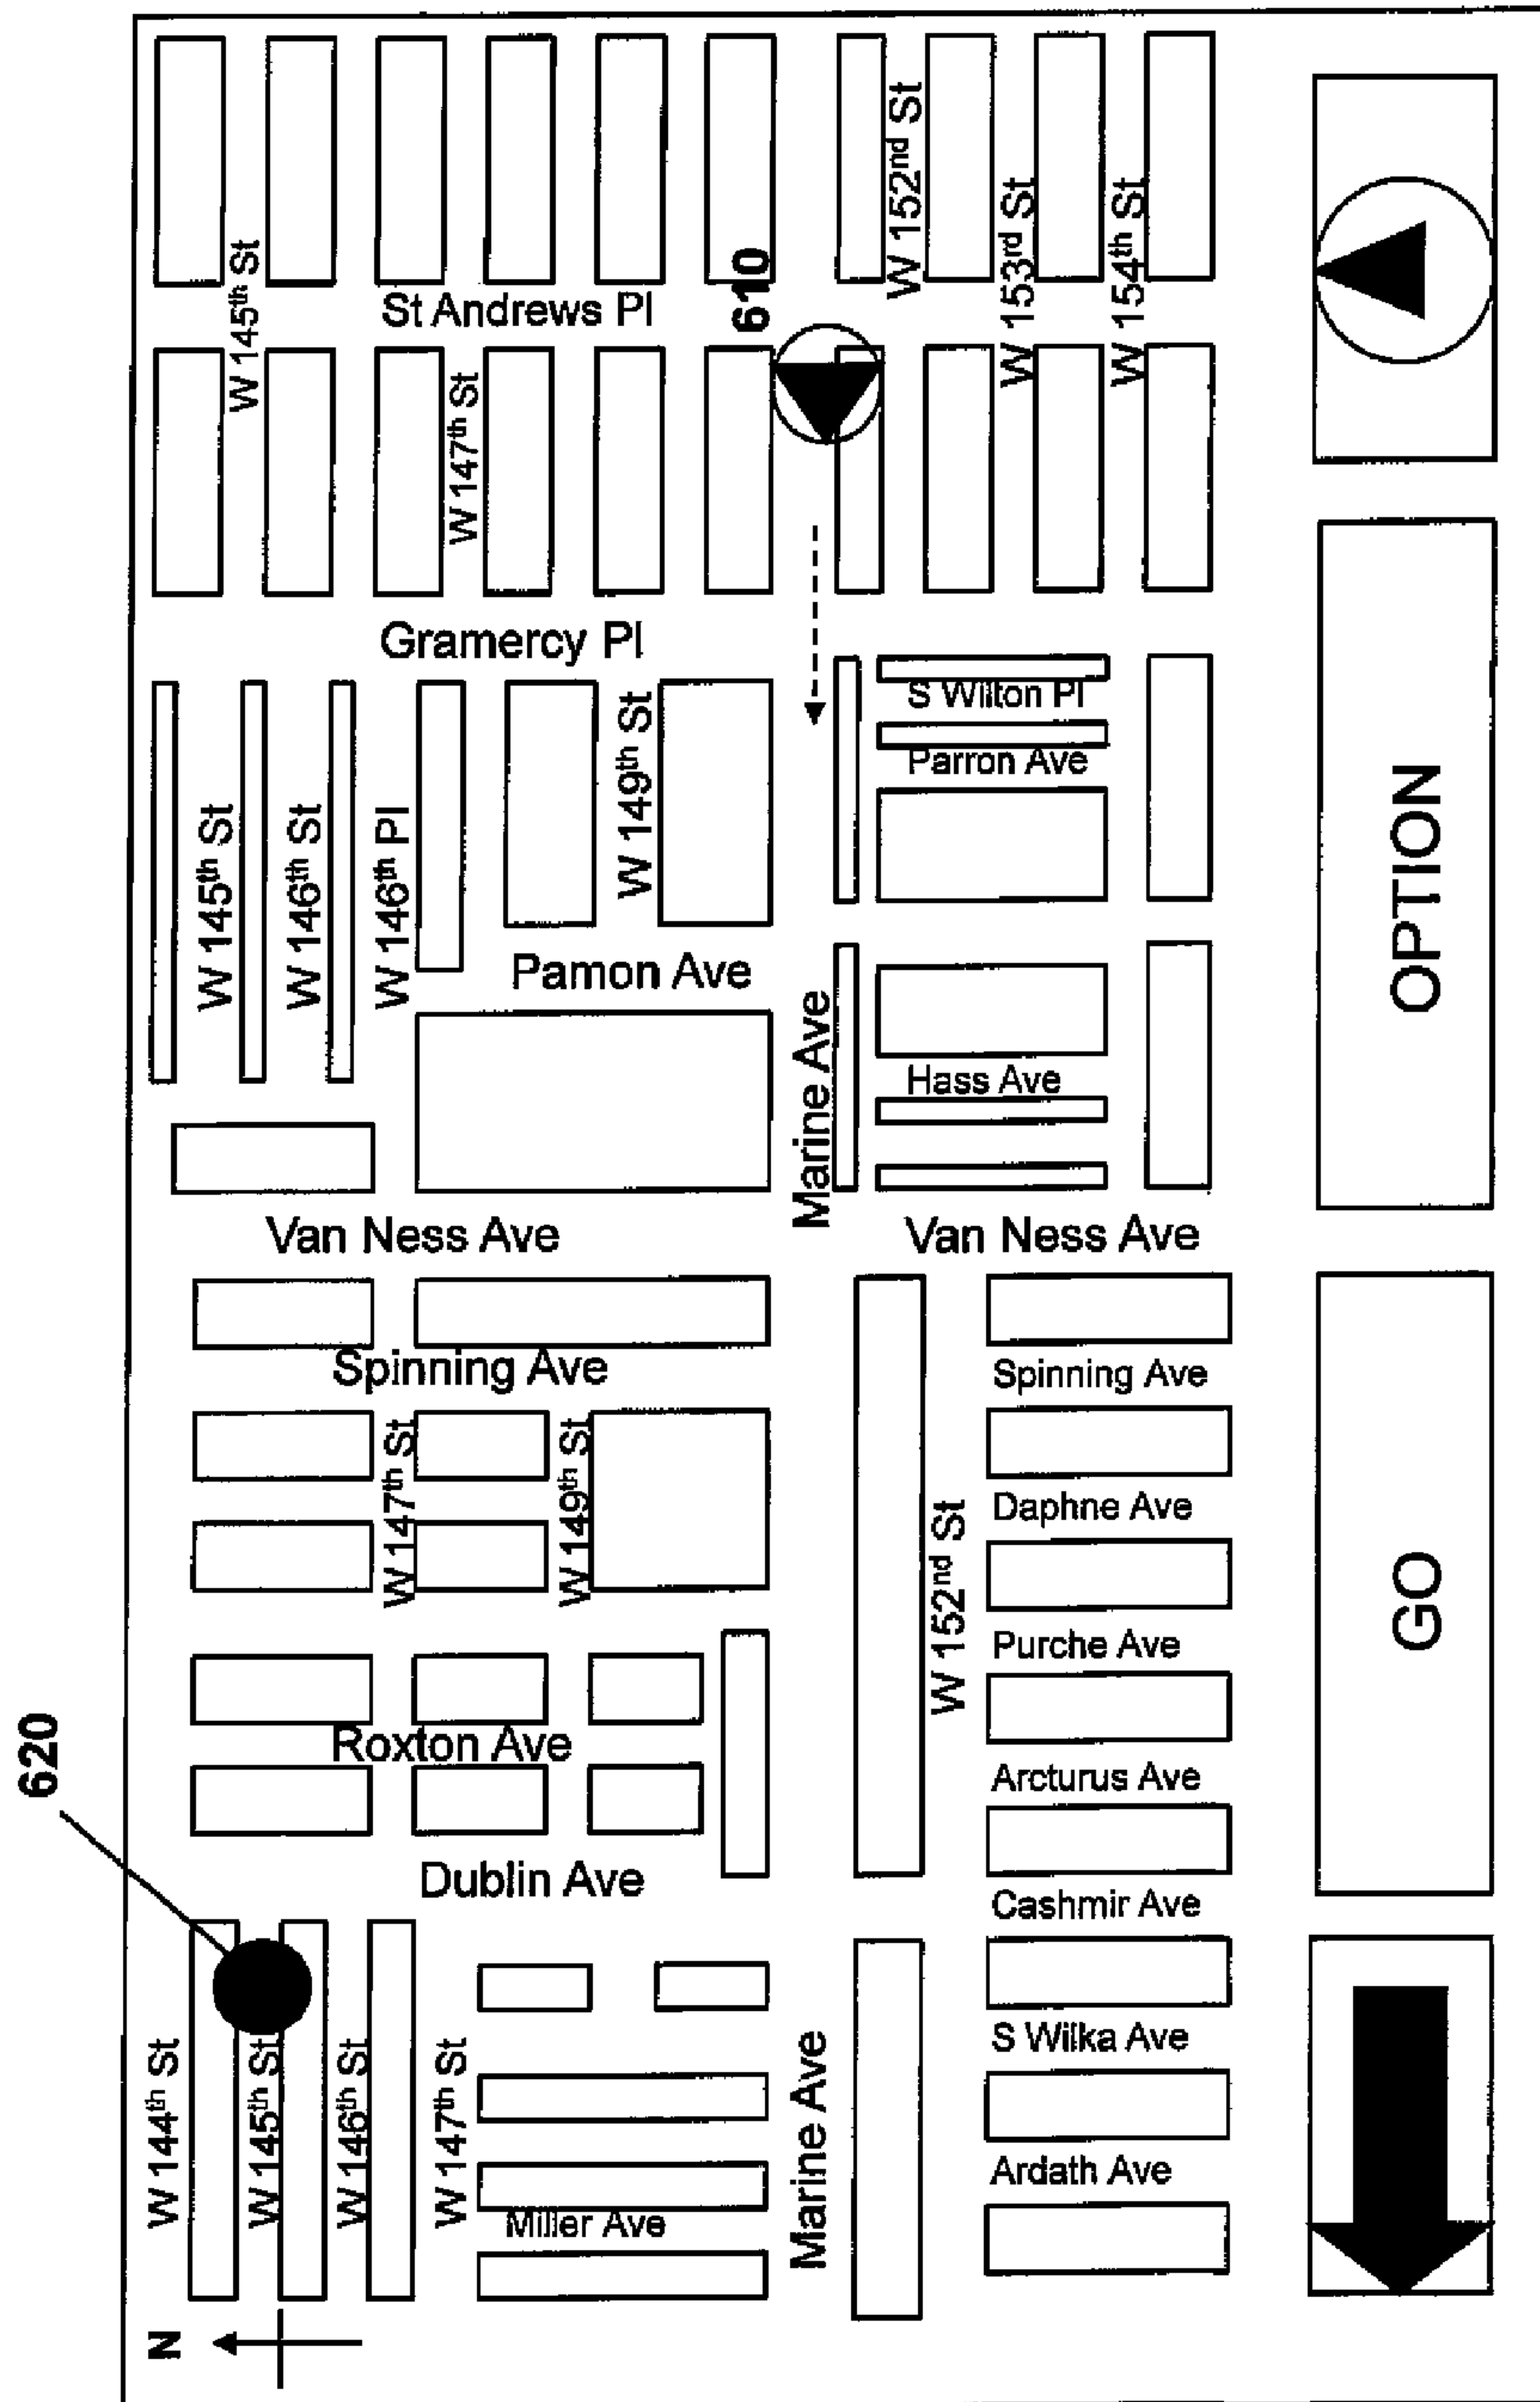 W 145th St
St Andrews Pl
610
W 152nd St
W 153rd St
W 154th St
W 147th St
Gramercy Pl
S Wilton Pl
Parron Ave
W 145th St
W 146th St
W 146th Pl
W 149th St
Pamon Ave
OPTION
Marine Ave
Hass Ave
Van Ness Ave
Van Ness Ave
Spinning Ave
Spinning Ave
W 147th St
W 149th St
W 152nd St
Daphne Ave
Purche Ave
GO
620
Roxton Ave
Arcturus Ave
Dublin Ave
Cashmir Ave
W 144th St
W 145th St
W 146th St
W 147th St
Marine Ave
S Wilka Ave
Ardath Ave
Miller Ave
N